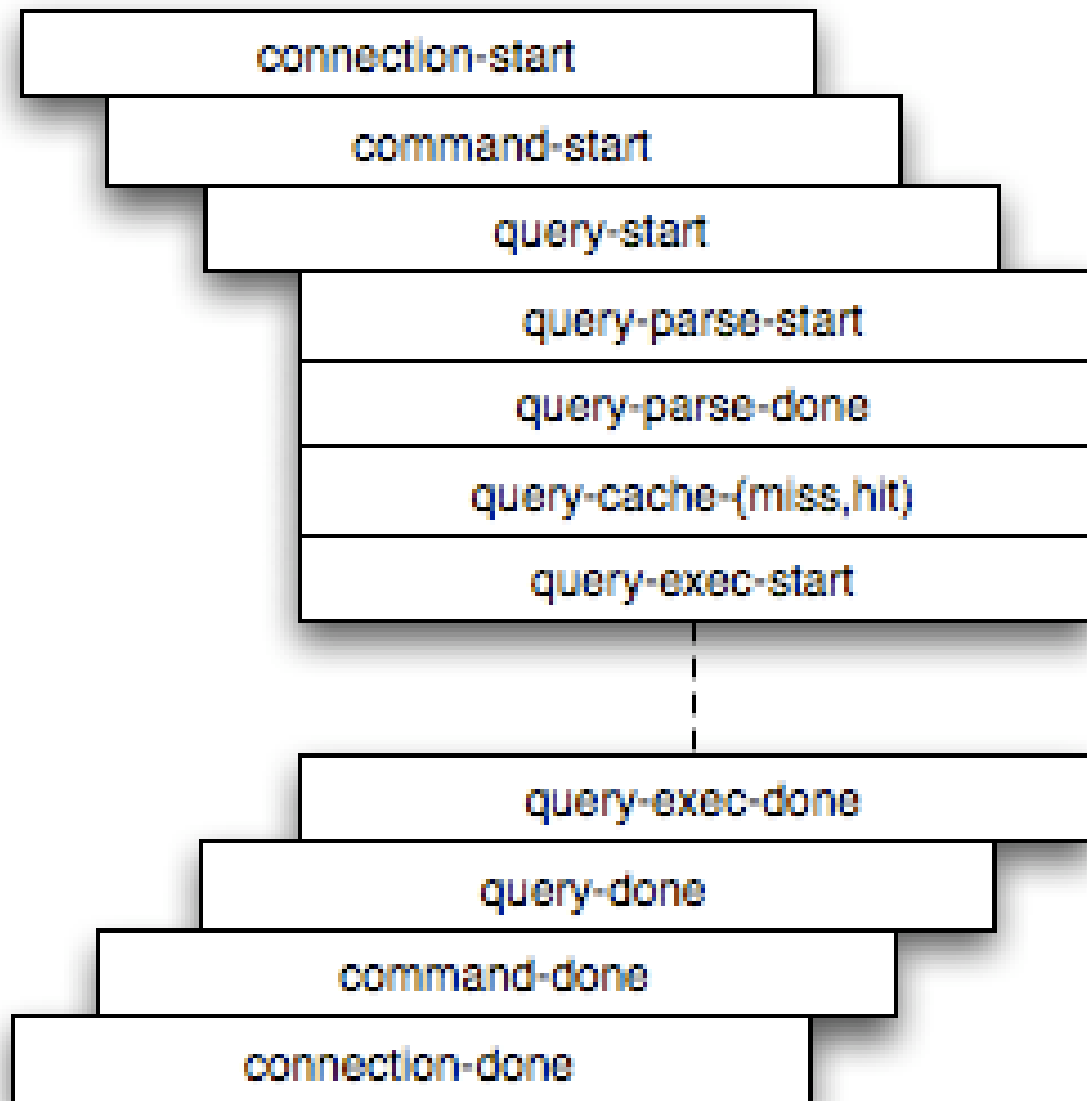 connection-start
command-start
query-start
query-parse-start
query-parse-done
query-cache-(miss,hit)
query-exec-start
query-exec-done
query-done
command-done
connection-done